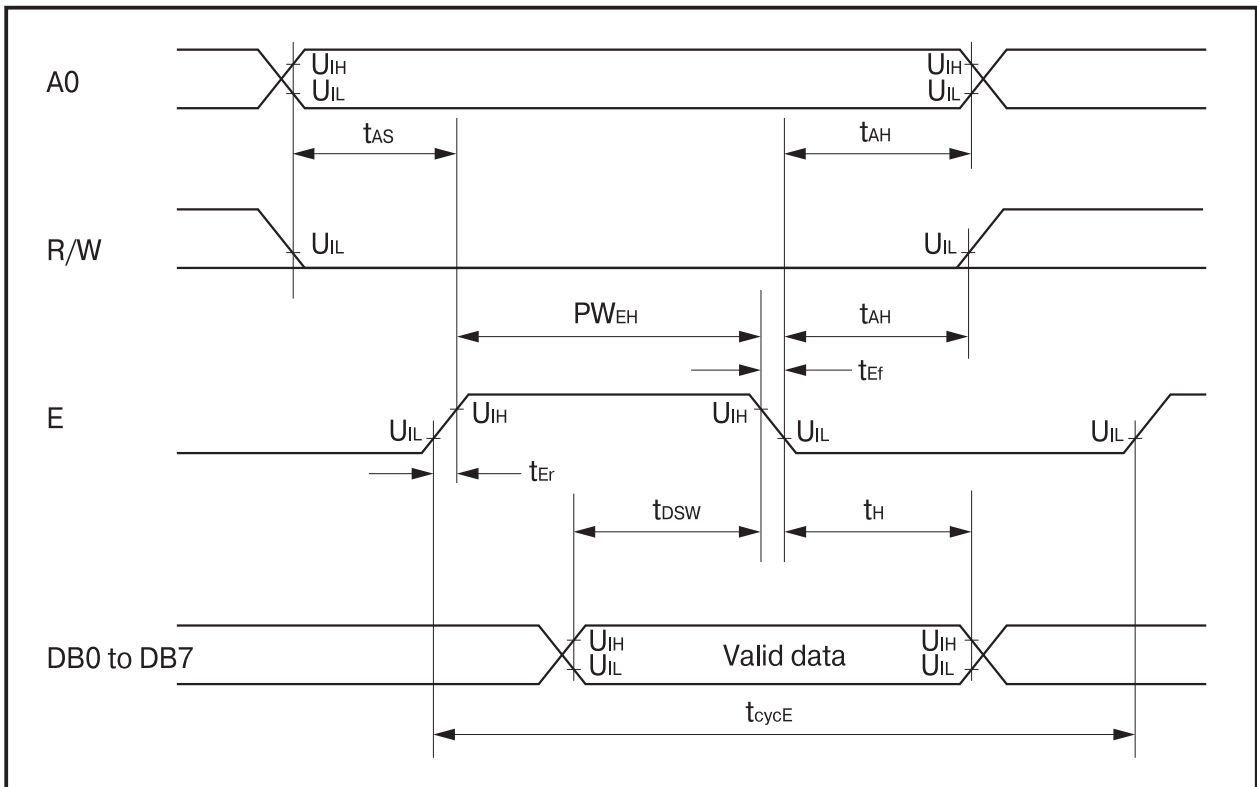 A0
UIH
UIL
UIH
UIL
tAS
tAH
R/W
UIL
UIL
PWEH
tAH
tEf
E
UIL
UIH
UIH
UIL
UIL
tEr
tDSW
tH
DB0 to DB7
UIH
UIL
Valid data
UIH
UIL
tcycE